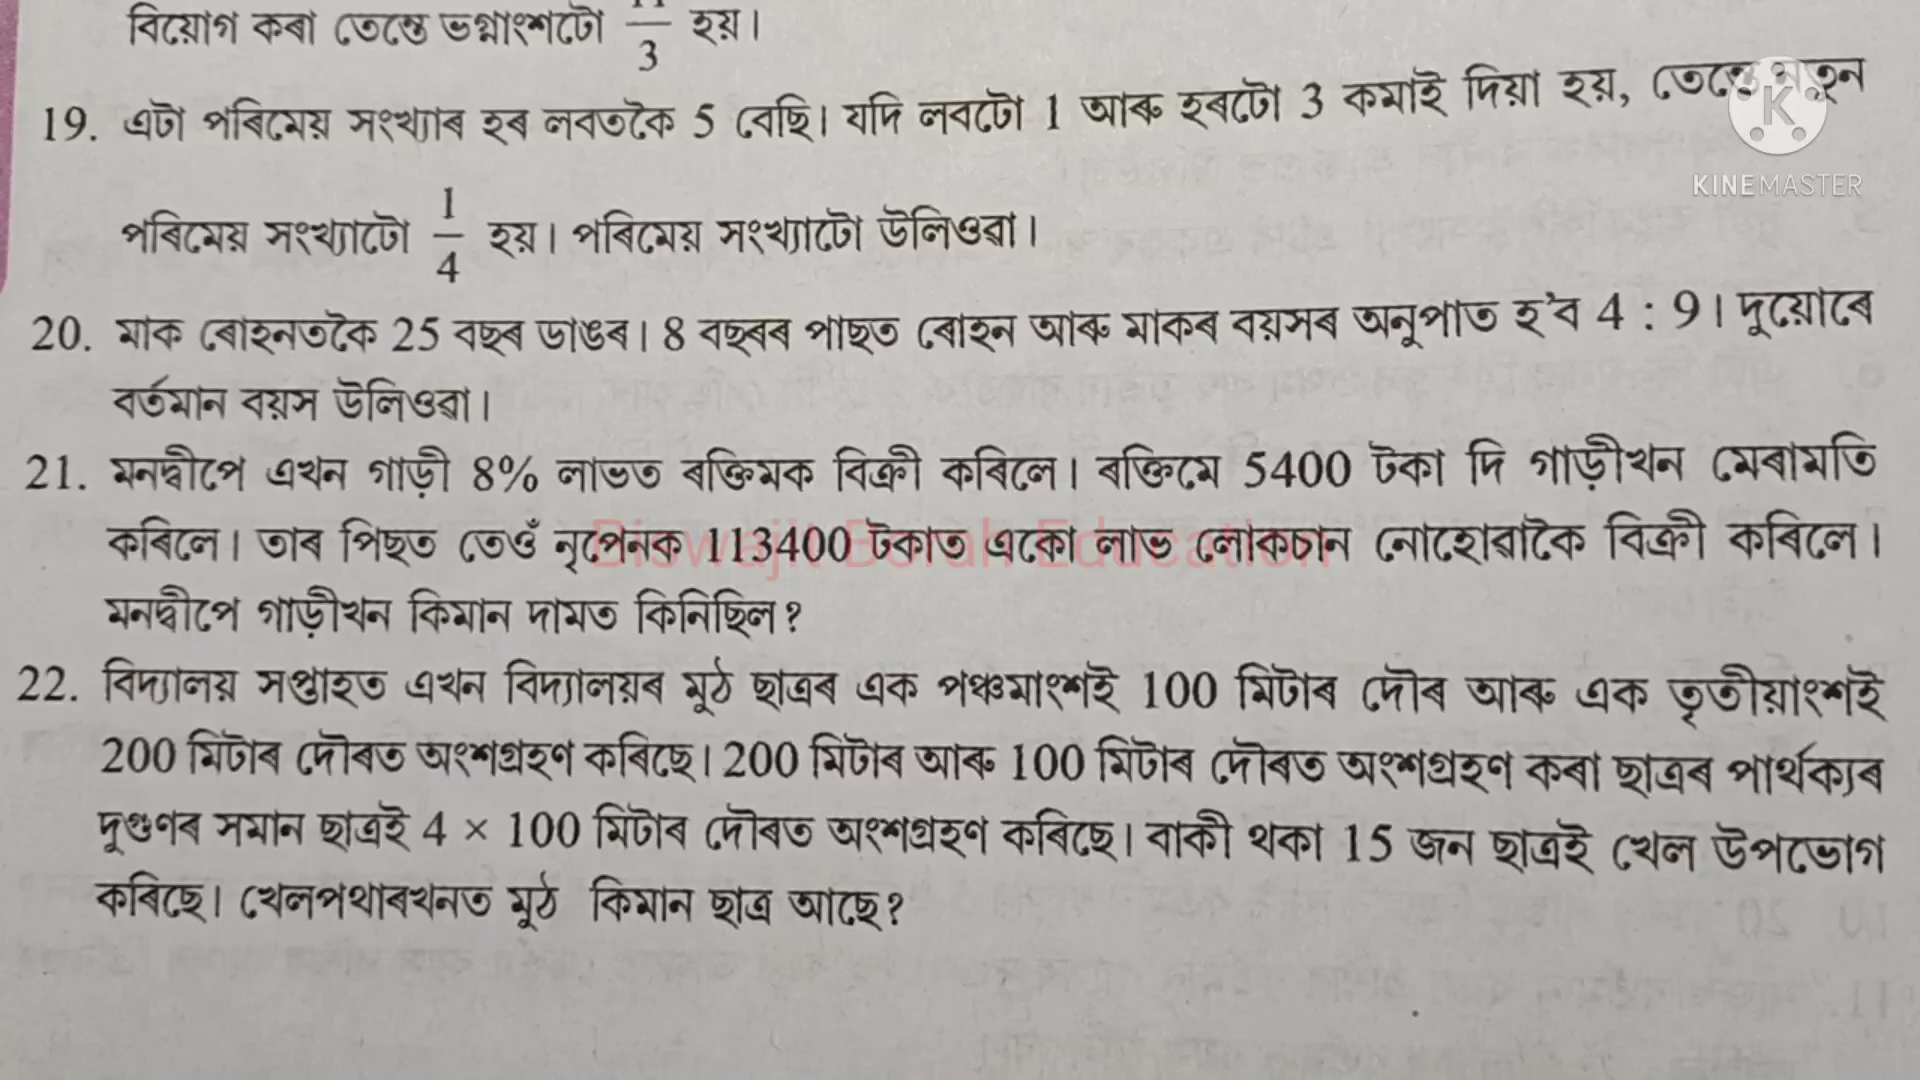 বিয়োগ কৰা তেন্তে ভগ্নাংশটো 11/3 হয়।
19. এটা পৰিমেয় সংখ্যাৰ হৰ লবতকৈ 5 বেছি। যদি লবটো 1 আৰু হৰটো 3 কমাই দিয়া হয়, তেন্তে নতুন
পৰিমেয় সংখ্যাটো 1/4 হয়। পৰিমেয় সংখ্যাটো উলিওৱা।
20. মাক ৰোহনতকৈ 25 বছৰ ডাঙৰ। 8 বছৰৰ পাছত ৰোহন আৰু মাকৰ বয়সৰ অনুপাত হ'ব 4 : 9। দুয়োৰে
বৰ্তমান বয়স উলিওৱা।
21. মনদ্বীপে এখন গাড়ী 8% লাভত ৰক্তিমক বিক্ৰী কৰিলে। ৰক্তিমে 5400 টকা দি গাড়ীখন মেৰামতি
কৰিলে। তাৰ পিছত তেওঁ নৃপেনক 113400 টকাত একো লাভ লোকচান নোহোৱাকৈ বিক্ৰী কৰিলে।
মনদ্বীপে গাড়ীখন কিমান দামত কিনিছিল?
22. বিদ্যালয় সপ্তাহত এখন বিদ্যালয়ৰ মুঠ ছাত্ৰৰ এক পঞ্চমাংশই 100 মিটাৰ দৌৰ আৰু এক তৃতীয়াংশই
200 মিটাৰ দৌৰত অংশগ্ৰহণ কৰিছে। 200 মিটাৰ আৰু 100 মিটাৰ দৌৰত অংশগ্ৰহণ কৰা ছাত্ৰৰ পাৰ্থক্যৰ
দুগুণৰ সমান ছাত্ৰই 4 × 100 মিটাৰ দৌৰত অংশগ্ৰহণ কৰিছে। বাকী থকা 15 জন ছাত্ৰই খেল উপভোগ
কৰিছে। খেলপথাৰখনত মুঠ কিমান ছাত্ৰ আছে?
K
KINEMASTER
Biswajit Borah Education